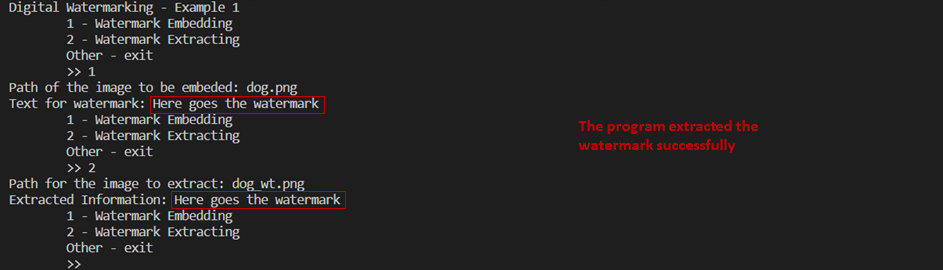 Digital Watermarking - Example 1
1 - Watermark Embedding
2 - Watermark Extracting
Other - exit
>> 1
Path of the image to be embeded: dog.png
Text for watermark: Here goes the watermark
1 - Watermark Embedding
2 - Watermark Extracting
Other - exit
>> 2
Path for the image to extract: dog_wt.png
Extracted Information: Here goes the watermark
1 - Watermark Embedding
2 - Watermark Extracting
Other - exit
>>
The program extracted the
watermark successfully